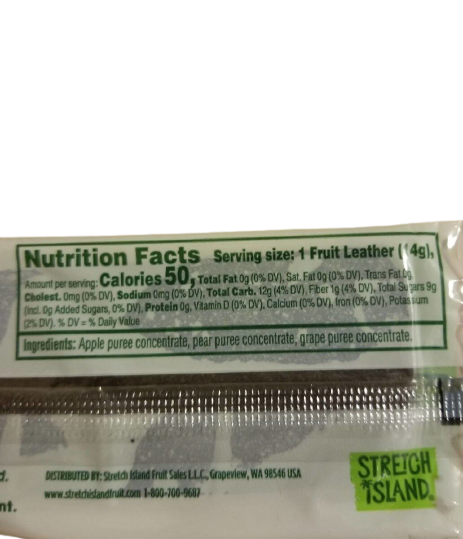 Nutrition Facts Serving size: 1 Fruit Leather (14g),
Amount per serving: Calories 50, Total Fat 0g (0% DV), Sat. Fat 0g (0% DV), Trans Fat 0g,
Cholest. 0mg (0% DV), Sodium 0mg (0% DV), Total Carb. 12g (4% DV), Fiber 1g (4% DV), Total Sugars 9g
(Incl. 0g Added Sugars, 0% DV), Protein 0g, Vitamin D (0% DV), Calcium (0% DV), Iron (0% DV), Potassium
(2% DV). % DV = % Daily Value
Ingredients: Apple puree concentrate, pear puree concentrate, grape puree concentrate.
d.
nt.
DISTRIBUTED BY: Stretch Island Fruit Sales L.L.C., Grapeview, WA 98546 USA
www.stretchislandfruit.com 1-800-700-9687
STRETCH
ISLAND